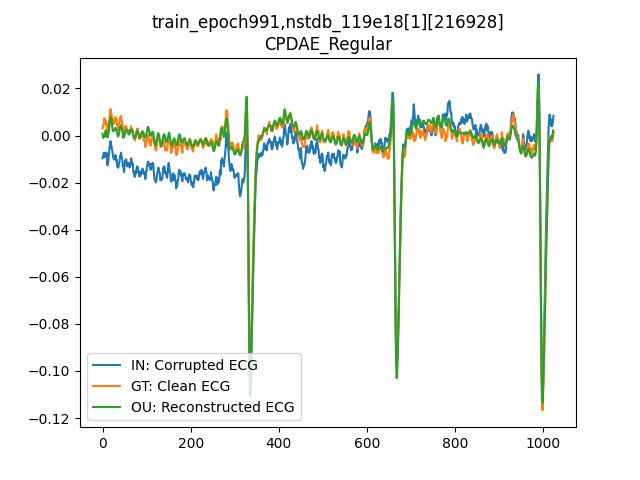 train_epoch991,nstdb_119e18[1][216928]
CPDAE_Regular
0.02
0.00
−0.02
−0.04
−0.06
−0.08
−0.10
−0.12
IN: Corrupted ECG
GT: Clean ECG
OU: Reconstructed ECG
0 200 400 600 800 1000